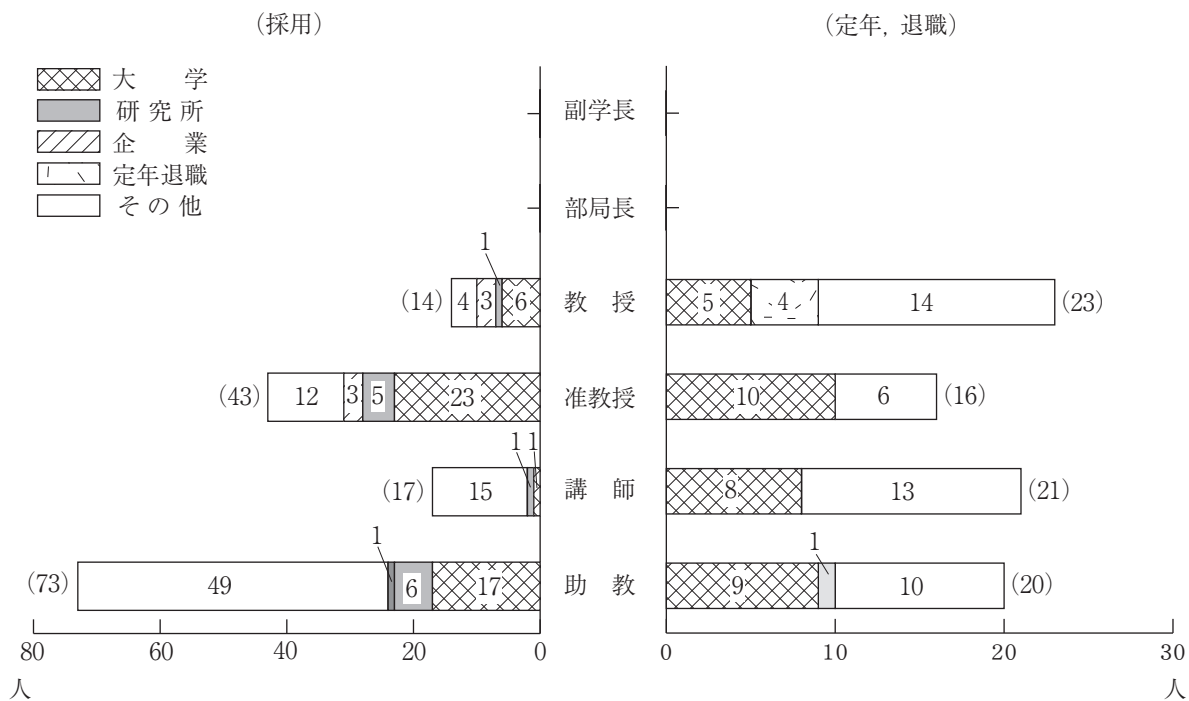 (採用)
(定年, 退職)
大 学
研 究 所
企 業
定年退職
そ の 他
副学長
部局長
1
(14) 4 3 6 教 授 5 4 14 (23)
(43) 12 3 5 23 准教授 10 6 (16)
1 1
(17) 15 講 師 8 13 (21)
1 1
(73) 49 6 17 助 教 9 10 (20)
80 60 40 20 0 0 10 20 30
人 人